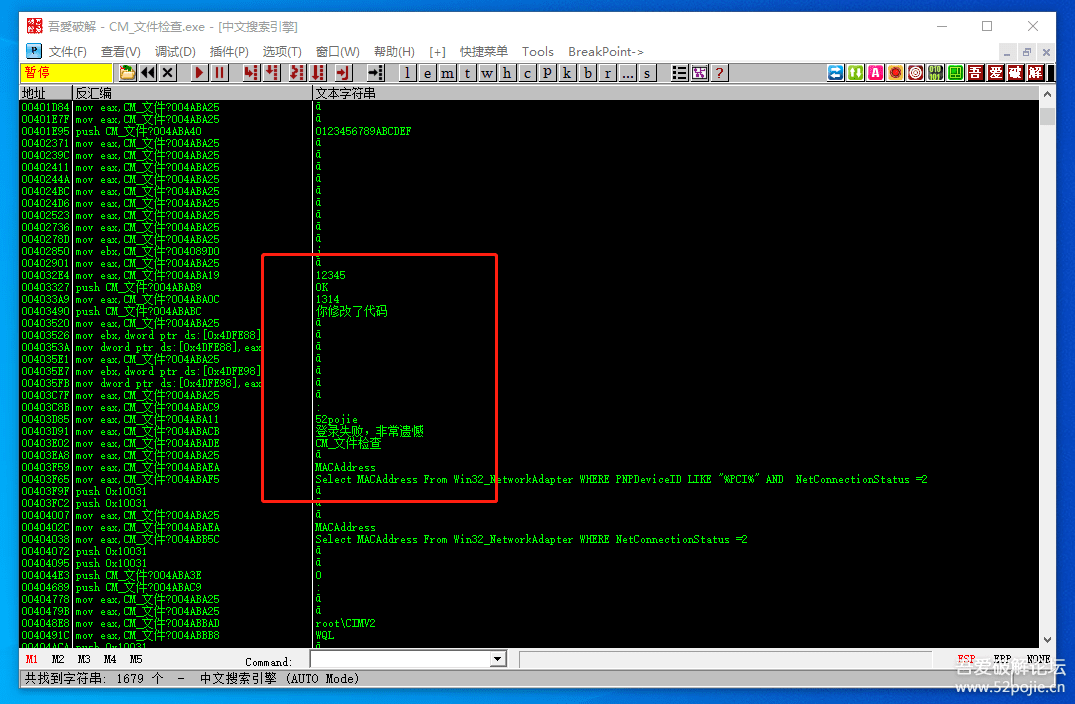 吾愛破解 - CM_文件检查.exe - [中文搜索引擎]
文件(F) 查看(V) 调试(D) 插件(P) 选项(T) 窗口(W) 帮助(H) [+] 快捷菜单 Tools BreakPoint->
暂停 l e m t w h c P k b r ... s ? A 吾 爱 破 解
地址 反汇编 文本字符串
00401D84 mov eax,CM_文件?004ABA25 ā
00401E7F mov eax,CM_文件?004ABA25 ā
00401E95 push CM_文件?004ABA40 0123456789ABCDEF
00402371 mov eax,CM_文件?004ABA25 ā
0040239C mov eax,CM_文件?004ABA25 ā
00402411 mov eax,CM_文件?004ABA25 ā
0040244A mov eax,CM_文件?004ABA25 ā
004024BC mov eax,CM_文件?004ABA25 ā
004024D6 mov eax,CM_文件?004ABA25 ā
00402523 mov eax,CM_文件?004ABA25 ā
00402736 mov eax,CM_文件?004ABA25 ā
0040278D mov eax,CM_文件?004ABA25 ā
00402850 mov ebx,CM_文件?004089D0
00402901 mov eax,CM_文件?004ABA25 ā
004032E4 mov eax,CM_文件?004ABA19 12345
00403327 push CM_文件?004ABAB9 OK
004033A9 mov eax,CM_文件?004ABA0C 1314
00403490 push CM_文件?004ABABC 你修改了代码
00403520 mov eax,CM_文件?004ABA25 ā
00403526 mov ebx,dword ptr ds:[0x4DFE88] ā
0040353A mov dword ptr ds:[0x4DFE88],eax ā
004035E1 mov eax,CM_文件?004ABA25 ā
004035E7 mov ebx,dword ptr ds:[0x4DFE98] ā
004035FB mov dword ptr ds:[0x4DFE98],eax ā
00403C7F mov eax,CM_文件?004ABA25 ā
00403C8B mov eax,CM_文件?004ABAC9 :
00403D85 mov eax,CM_文件?004ABA11 52pojie
00403D91 mov eax,CM_文件?004ABACB 登录失败，非常遗憾
00403E02 mov eax,CM_文件?004ABADE CM_文件检查
00403EA8 mov eax,CM_文件?004ABA25 ā
00403F59 mov eax,CM_文件?004ABAEA MACAddress
00403F65 mov eax,CM_文件?004ABAF5 Select MACAddress From Win32_NetworkAdapter WHERE PNPDeviceID LIKE "%PCI%" AND NetConnectionStatus =2
00403F9F push 0x10031 ā
00403FC2 push 0x10031 ā
00404007 mov eax,CM_文件?004ABA25 ā
0040402C mov eax,CM_文件?004ABAEA MACAddress
00404038 mov eax,CM_文件?004ABB5C Select MACAddress From Win32_NetworkAdapter WHERE NetConnectionStatus =2
00404072 push 0x10031 ā
00404095 push 0x10031 ā
004044E3 push CM_文件?004ABA3E 0
00404689 push CM_文件?004ABAC9 :
00404778 mov eax,CM_文件?004ABA25 ā
0040479B mov eax,CM_文件?004ABA25 ā
004048E8 mov eax,CM_文件?004ABBAD root\CIMV2
0040491C mov eax,CM_文件?004ABBB8 WQL
M1 M2 M3 M4 M5 Command: ESP EBP NONE
共找到字符串: 1679 个 - 中文搜索引擎 (AUTO Mode)
吾爱破解论坛
www.52pojie.cn